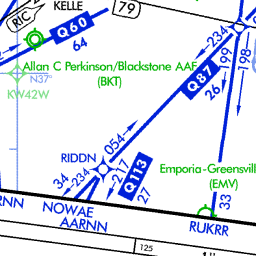 KELLE
RIC
79
Q60
64
234
Allan C Perkinson/Blackstone AAF
(BKT)
N37°
KW42W
199
198
Q87
26
054
RIDDN
Q113
217
27
34
234
Emporia-Greensvill
(EMV)
33
RNN
NOWAE
AARNN
RUKRR
125